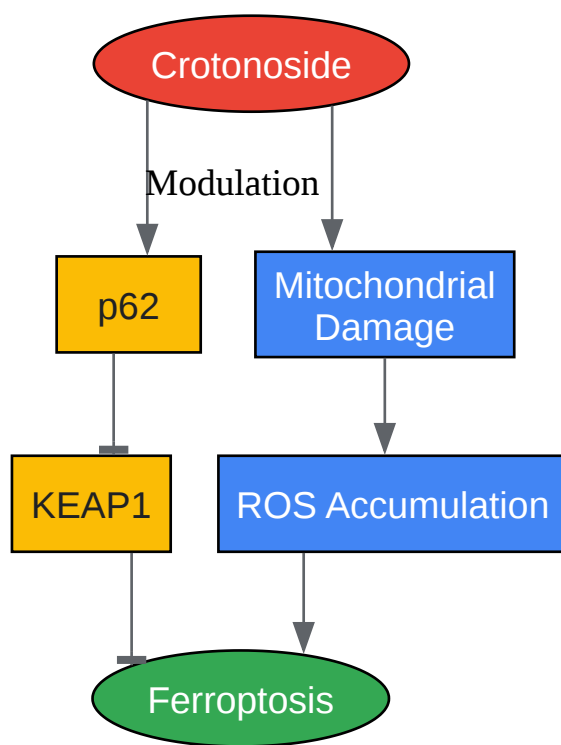 Crotonoside
Modulation
p62
Mitochondrial
Damage
KEAP1
ROS Accumulation
Ferroptosis